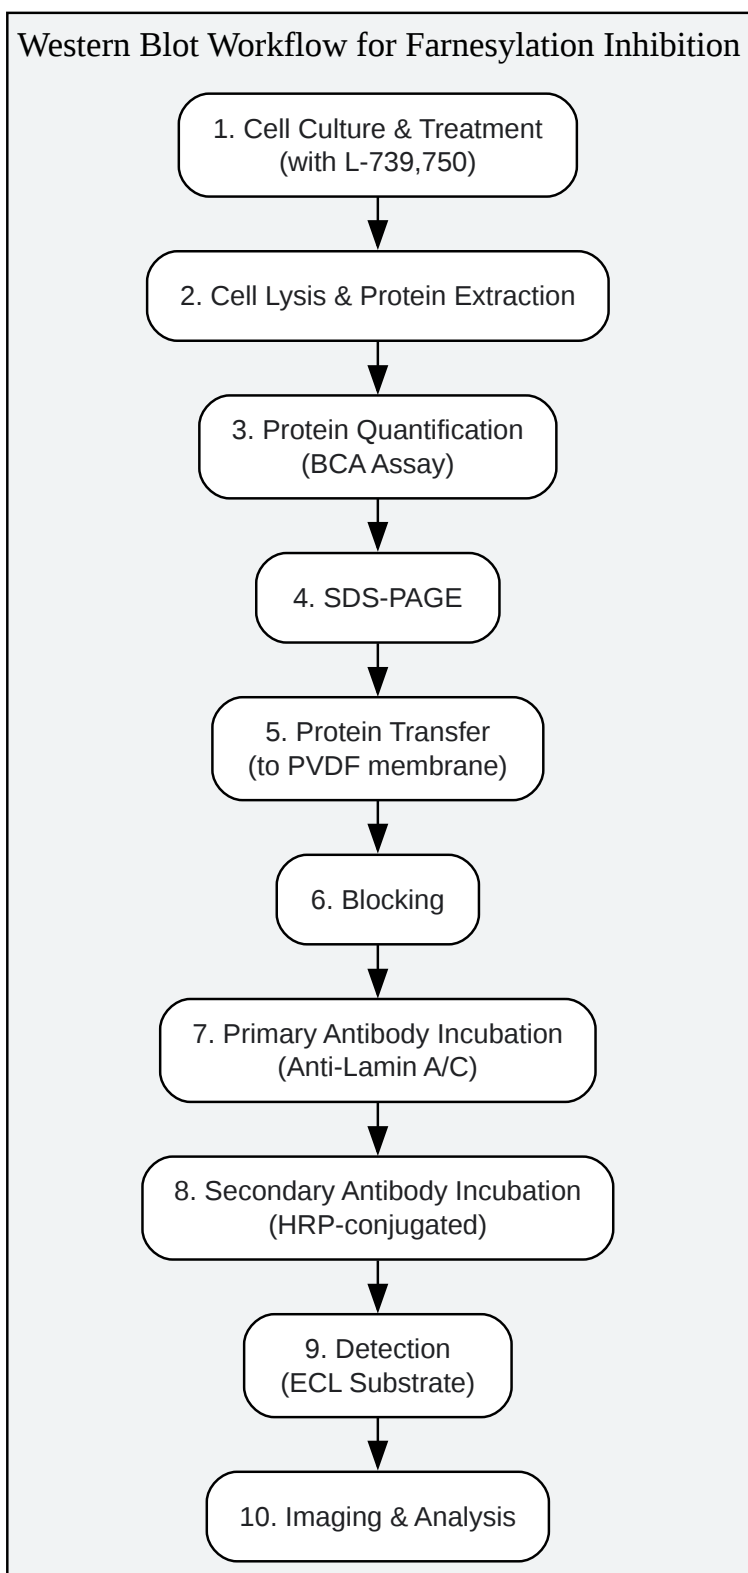 Western Blot Workflow for Farnesylation Inhibition
1. Cell Culture & Treatment
(with L-739,750)
2. Cell Lysis & Protein Extraction
3. Protein Quantification
(BCA Assay)
4. SDS-PAGE
5. Protein Transfer
(to PVDF membrane)
6. Blocking
7. Primary Antibody Incubation
(Anti-Lamin A/C)
8. Secondary Antibody Incubation
(HRP-conjugated)
9. Detection
(ECL Substrate)
10. Imaging & Analysis